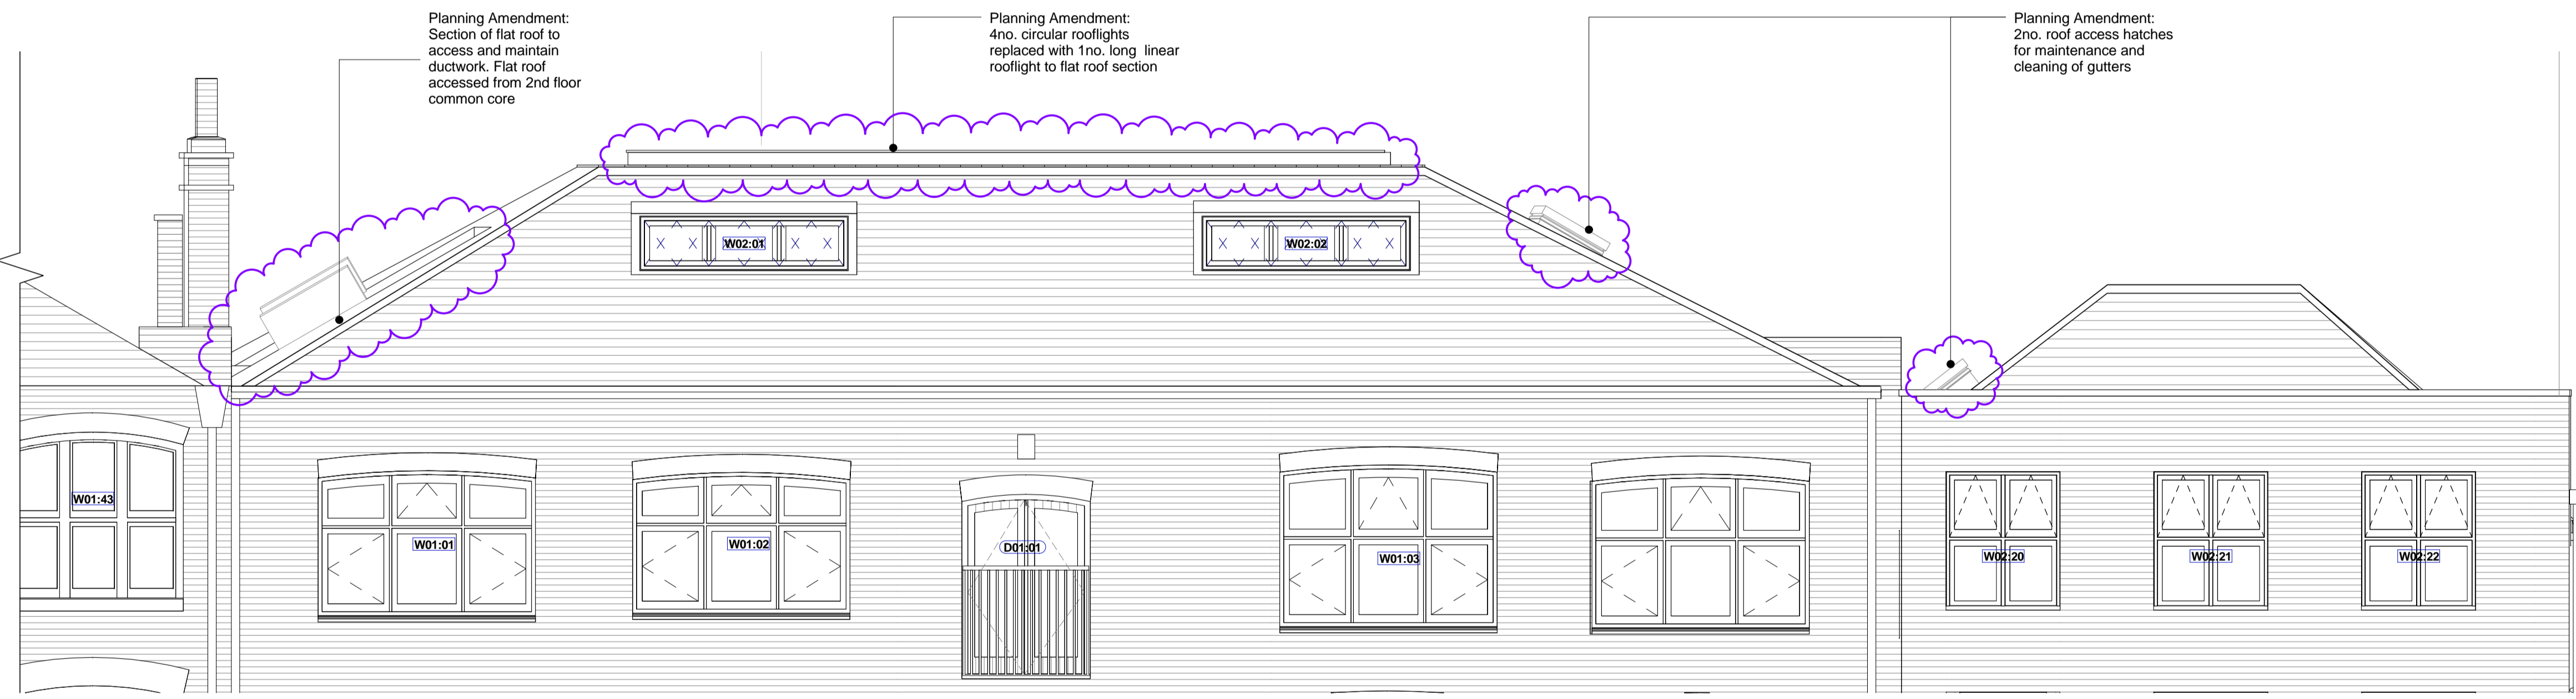 Planning Amendment:
Section of flat roof to
access and maintain
ductwork. Flat roof
accessed from 2nd floor
common core
Planning Amendment:
4no. circular rooflights
replaced with 1no. long linear
rooflight to flat roof section
Planning Amendment:
2no. roof access hatches
for maintenance and
cleaning of gutters
W02:01
W02:02
W01:43
W01:01
W01:02
D01:01
W01:03
W02:20
W02:21
W02:22